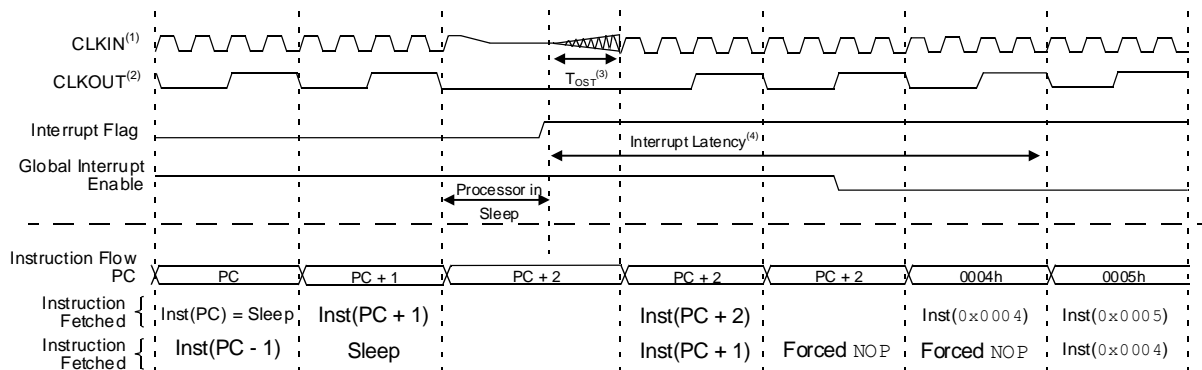 CLKIN(1)
CLKOUT(2)
TOST(3)
Interrupt Flag
Interrupt Latency(4)
Global Interrupt
Enable
Processor in
Sleep
Instruction Flow
PC PC PC + 1 PC + 2 PC + 2 PC + 2 0004h 0005h
Instruction
Fetched { Inst(PC) = Sleep Inst(PC + 1) Inst(PC + 2) Inst(0x0004) Inst(0x0005)
Instruction
Fetched { Inst(PC - 1) Sleep Inst(PC + 1) Forced NOP Forced NOP Inst(0x0004)